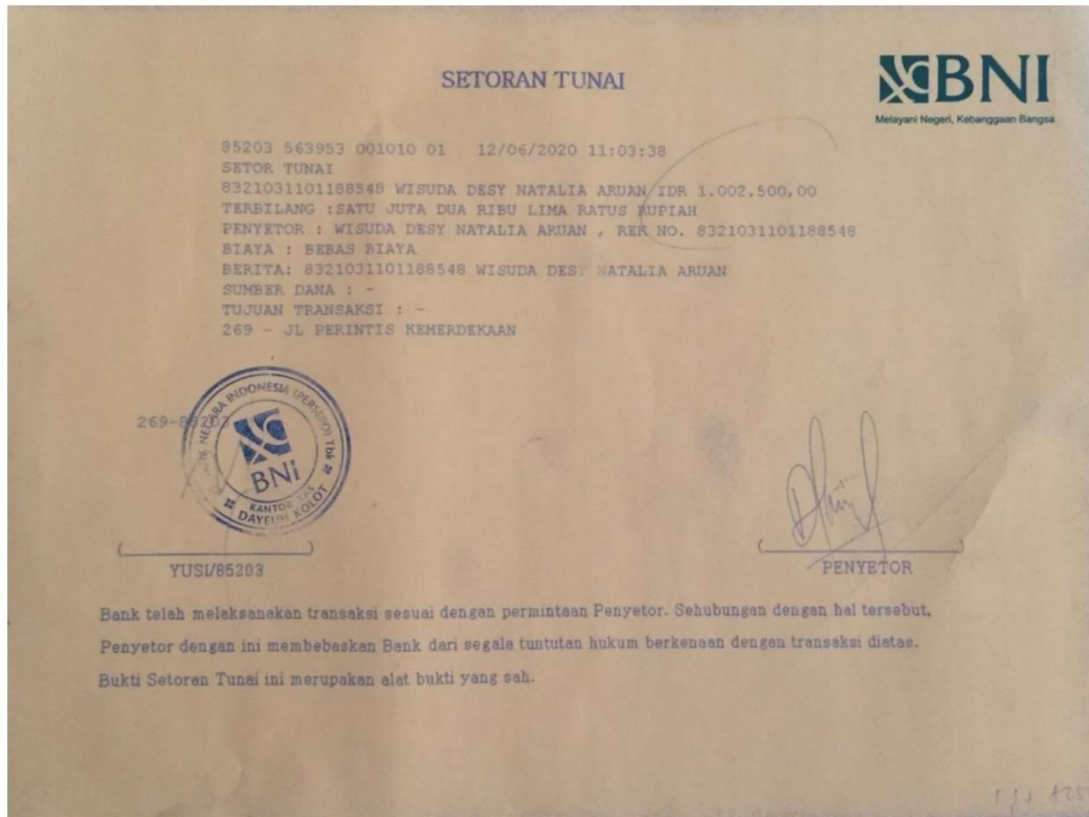 SETORAN TUNAI
BNI
Melayani Negeri, Kebanggaan Bangsa
85203 563953 001010 01 12/06/2020 11:03:38
SETOR TUNAI
8321031101188548 WISUDA DESY NATALIA ARUAN IDR 1.002.500,00
TERBILANG :SATU JUTA DUA RIBU LIMA RATUS RUPIAH
PENYETOR : WISUDA DESY NATALIA ARUAN , REK NO. 8321031101188548
BIAYA : BEBAS BIAYA
BERITA: 8321031101188548 WISUDA DESY NATALIA ARUAN
SUMBER DANA : -
TUJUAN TRANSAKSI : -
269 - JL PERINTIS KEMERDEKAAN
269-85203
NEGARA INDONESIA (PERSERO) Tbk
BNI
KANTOR KAS
DAYEUH KOLOT
YUSI/85203
PENYETOR
Bank telah melaksanakan transaksi sesuai dengan permintaan Penyetor. Sehubungan dengan hal tersebut,
Penyetor dengan ini membebaskan Bank dari segala tuntutan hukum berkenaan dengan transaksi diatas.
Bukti Setoran Tunai ini merupakan alat bukti yang sah.